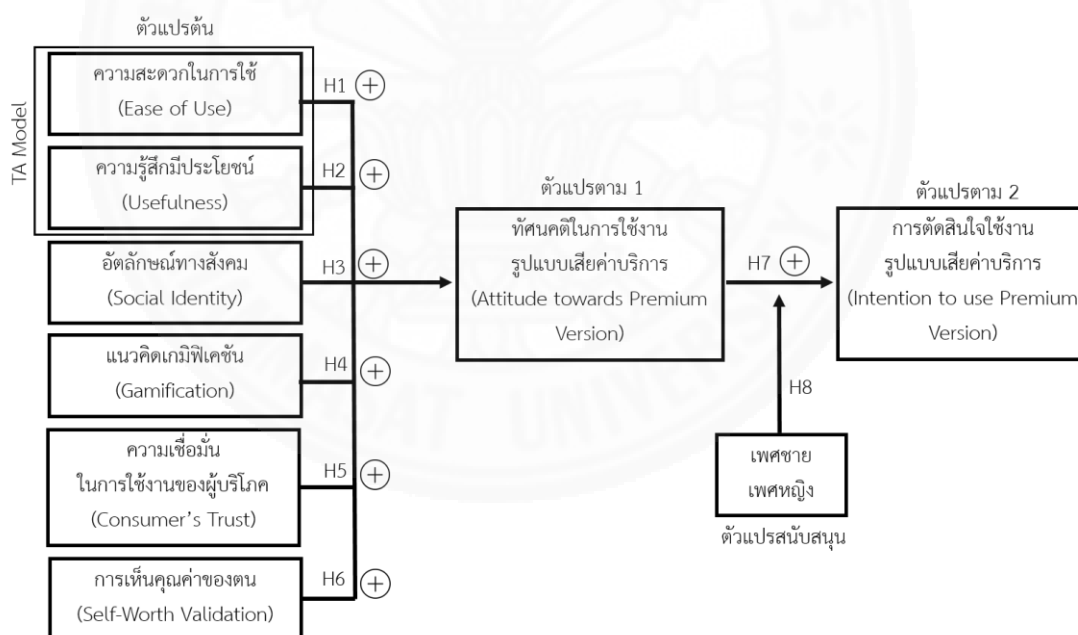 ตัวแปรต้น
TA Model
ความสะดวกในการใช้
(Ease of Use)
H1 +
ความรู้สึกมีประโยชน์
(Usefulness)
H2 +
อัตลักษณ์ทางสังคม
(Social Identity)
H3 +
แนวคิดเกมิฟิเคชัน
(Gamification)
H4 +
ความเชื่อมั่น
ในการใช้งานของผู้บริโภค
(Consumer's Trust)
H5 +
การเห็นคุณค่าของตน
(Self-Worth Validation)
H6 +
ตัวแปรตาม 1
ทัศนคติในการใช้งาน
รูปแบบเสียค่าบริการ
(Attitude towards Premium
Version)
H7 +
ตัวแปรตาม 2
การตัดสินใจใช้งาน
รูปแบบเสียค่าบริการ
(Intention to use Premium
Version)
H8
เพศชาย
เพศหญิง
ตัวแปรสนับสนุน
UNIVER